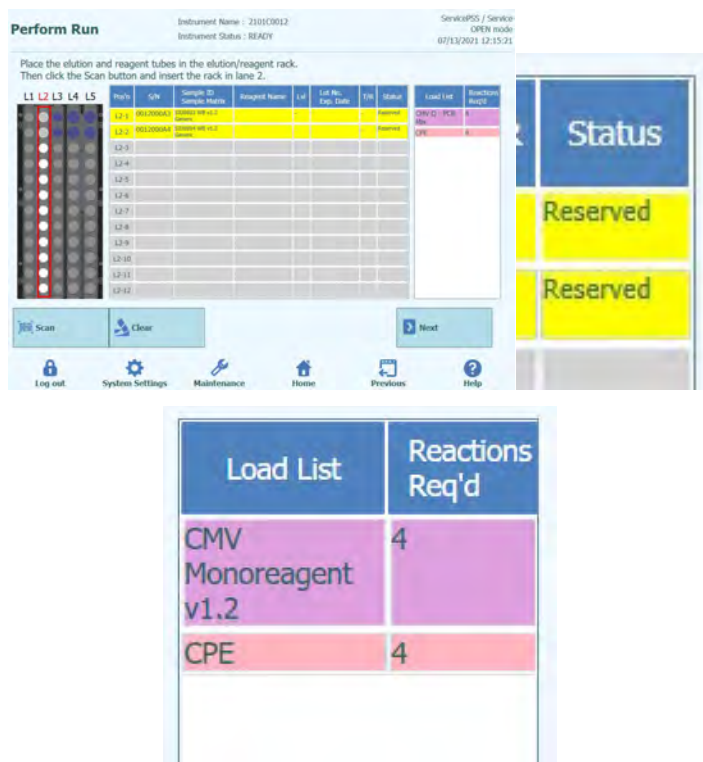 Perform Run
Instrument Name : 2101C0012
Instrument Status : READY
ServicePSS / Service
OPEN mode
07/13/2021 12:15:21
Place the elution and reagent tubes in the elution/reagent rack.
Then click the Scan button and insert the rack in lane 2.
L1 L2 L3 L4 L5
Pos'n S/N Sample ID Reagent Name Lvl Lot No. T/R Status
Sample Matrix Exp. Date
L2-1 Reserved
L2-2 Reserved
L2-3
L2-4
L2-5
L2-6
L2-7
L2-8
L2-9
L2-10
L2-11
L2-12
Load List Reactions
Req'd
4
CPE 4
Scan
Clear
Next
Log out
System Settings
Maintenance
Home
Previous
Help
Status
Reserved
Reserved
Load List Reactions
Req'd
CMV 4
Monoreagent
v1.2
CPE 4